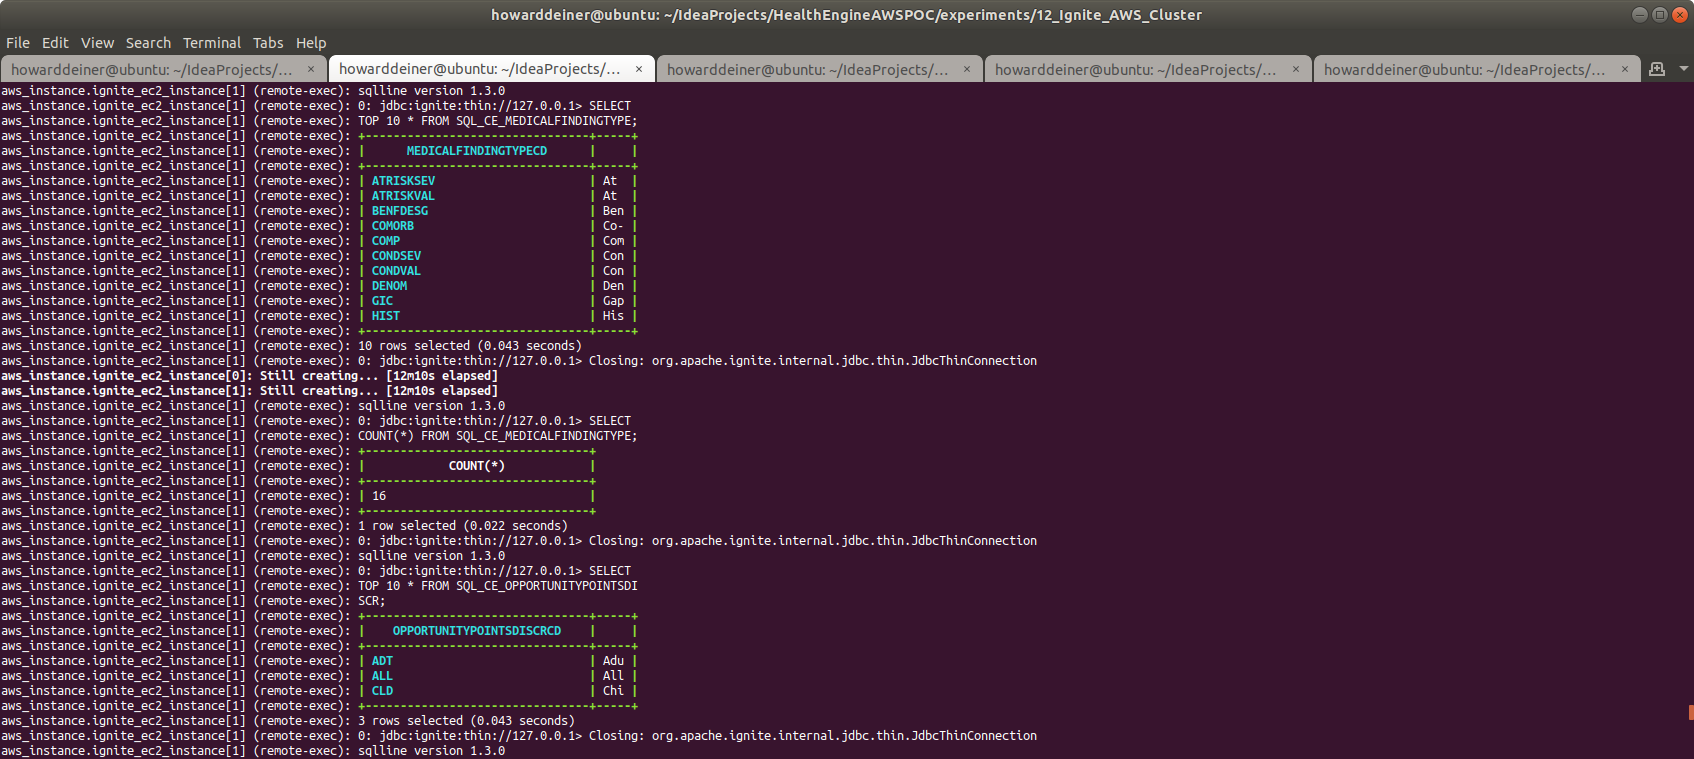 howarddeiner@ubuntu: ~/IdeaProjects/HealthEngineAWSPOC/experiments/12_Ignite_AWS_Cluster
File Edit View Search Terminal Tabs Help
howarddeiner@ubuntu: ~/IdeaProjects/... × howarddeiner@ubuntu: ~/IdeaProjects/... × howarddeiner@ubuntu: ~/IdeaProjects/... × howarddeiner@ubuntu: ~/IdeaProjects/... × howarddeiner@ubuntu: ~/IdeaProjects/... ×
aws_instance.ignite_ec2_instance[1] (remote-exec): sqlline version 1.3.0
aws_instance.ignite_ec2_instance[1] (remote-exec): 0: jdbc:ignite:thin://127.0.0.1> SELECT
aws_instance.ignite_ec2_instance[1] (remote-exec): TOP 10 * FROM SQL_CE_MEDICALFINDINGTYPE;
aws_instance.ignite_ec2_instance[1] (remote-exec): +--------------------------------+-----+
aws_instance.ignite_ec2_instance[1] (remote-exec): |      MEDICALFINDINGTYPECD      |     |
aws_instance.ignite_ec2_instance[1] (remote-exec): +--------------------------------+-----+
aws_instance.ignite_ec2_instance[1] (remote-exec): | ATRISKSEV                      | At  |
aws_instance.ignite_ec2_instance[1] (remote-exec): | ATRISKVAL                      | At  |
aws_instance.ignite_ec2_instance[1] (remote-exec): | BENFDESG                       | Ben |
aws_instance.ignite_ec2_instance[1] (remote-exec): | COMORB                         | Co- |
aws_instance.ignite_ec2_instance[1] (remote-exec): | COMP                           | Com |
aws_instance.ignite_ec2_instance[1] (remote-exec): | CONDSEV                        | Con |
aws_instance.ignite_ec2_instance[1] (remote-exec): | CONDVAL                        | Con |
aws_instance.ignite_ec2_instance[1] (remote-exec): | DENOM                          | Den |
aws_instance.ignite_ec2_instance[1] (remote-exec): | GIC                            | Gap |
aws_instance.ignite_ec2_instance[1] (remote-exec): | HIST                           | His |
aws_instance.ignite_ec2_instance[1] (remote-exec): +--------------------------------+-----+
aws_instance.ignite_ec2_instance[1] (remote-exec): 10 rows selected (0.043 seconds)
aws_instance.ignite_ec2_instance[1] (remote-exec): 0: jdbc:ignite:thin://127.0.0.1> Closing: org.apache.ignite.internal.jdbc.thin.JdbcThinConnection
aws_instance.ignite_ec2_instance[0]: Still creating... [12m10s elapsed]
aws_instance.ignite_ec2_instance[1]: Still creating... [12m10s elapsed]
aws_instance.ignite_ec2_instance[1] (remote-exec): sqlline version 1.3.0
aws_instance.ignite_ec2_instance[1] (remote-exec): 0: jdbc:ignite:thin://127.0.0.1> SELECT
aws_instance.ignite_ec2_instance[1] (remote-exec): COUNT(*) FROM SQL_CE_MEDICALFINDINGTYPE;
aws_instance.ignite_ec2_instance[1] (remote-exec): +--------------------------------+
aws_instance.ignite_ec2_instance[1] (remote-exec): |            COUNT(*)            |
aws_instance.ignite_ec2_instance[1] (remote-exec): +--------------------------------+
aws_instance.ignite_ec2_instance[1] (remote-exec): | 16                             |
aws_instance.ignite_ec2_instance[1] (remote-exec): +--------------------------------+
aws_instance.ignite_ec2_instance[1] (remote-exec): 1 row selected (0.022 seconds)
aws_instance.ignite_ec2_instance[1] (remote-exec): 0: jdbc:ignite:thin://127.0.0.1> Closing: org.apache.ignite.internal.jdbc.thin.JdbcThinConnection
aws_instance.ignite_ec2_instance[1] (remote-exec): sqlline version 1.3.0
aws_instance.ignite_ec2_instance[1] (remote-exec): 0: jdbc:ignite:thin://127.0.0.1> SELECT
aws_instance.ignite_ec2_instance[1] (remote-exec): TOP 10 * FROM SQL_CE_OPPORTUNITYPOINTSDI
aws_instance.ignite_ec2_instance[1] (remote-exec): SCR;
aws_instance.ignite_ec2_instance[1] (remote-exec): +--------------------------------+-----+
aws_instance.ignite_ec2_instance[1] (remote-exec): |    OPPORTUNITYPOINTSDISCRCD    |     |
aws_instance.ignite_ec2_instance[1] (remote-exec): +--------------------------------+-----+
aws_instance.ignite_ec2_instance[1] (remote-exec): | ADT                            | Adu |
aws_instance.ignite_ec2_instance[1] (remote-exec): | ALL                            | All |
aws_instance.ignite_ec2_instance[1] (remote-exec): | CLD                            | Chi |
aws_instance.ignite_ec2_instance[1] (remote-exec): +--------------------------------+-----+
aws_instance.ignite_ec2_instance[1] (remote-exec): 3 rows selected (0.043 seconds)
aws_instance.ignite_ec2_instance[1] (remote-exec): 0: jdbc:ignite:thin://127.0.0.1> Closing: org.apache.ignite.internal.jdbc.thin.JdbcThinConnection
aws_instance.ignite_ec2_instance[1] (remote-exec): sqlline version 1.3.0